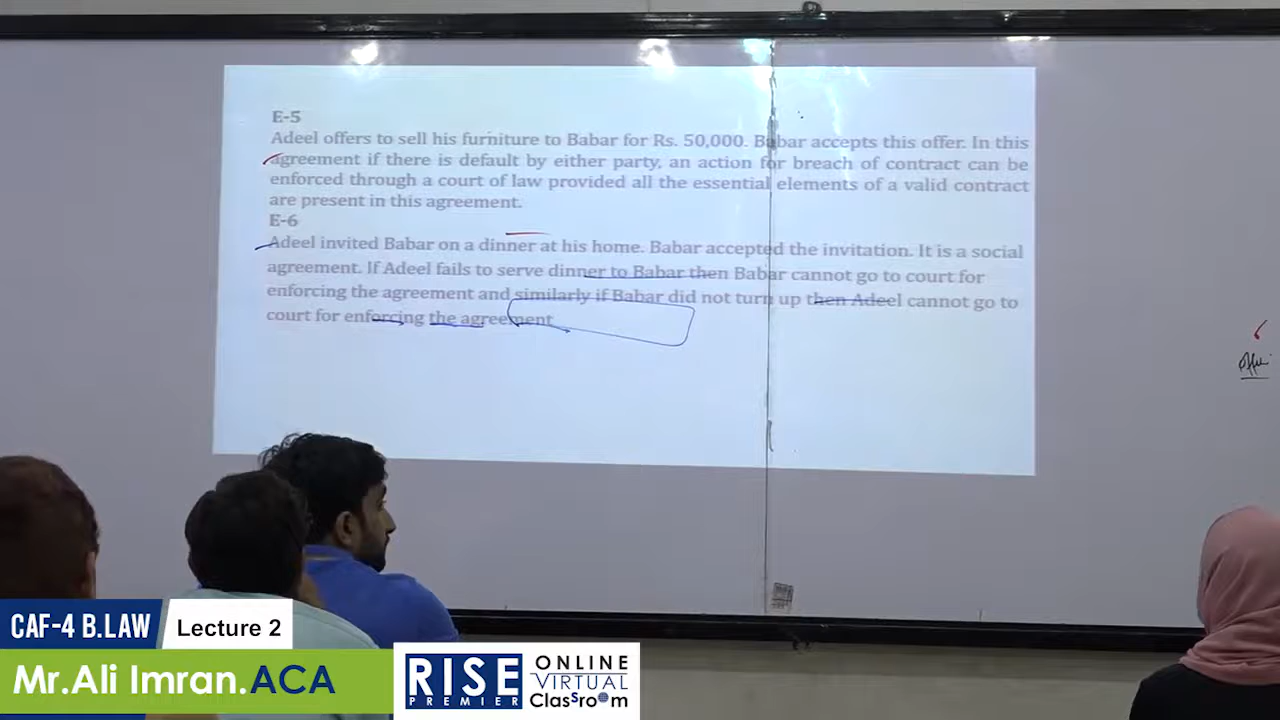 E-5
Adeel offers to sell his furniture to Babar for Rs. 50,000. Babar accepts this offer. In this
agreement if there is default by either party, an action for breach of contract can be
enforced through a court of law provided all the essential elements of a valid contract
are present in this agreement.
E-6
Adeel invited Babar on a dinner at his home. Babar accepted the invitation. It is a social
agreement. If Adeel fails to serve dinner to Babar then Babar cannot go to court for
enforcing the agreement and similarly if Babar did not turn up then Adeel cannot go to
court for enforcing the agreement
CAF-4 B.LAW
Lecture 2
Mr.Ali Imran.ACA
RISE
PREMIER
ONLINE
VIRTUAL
Classroom